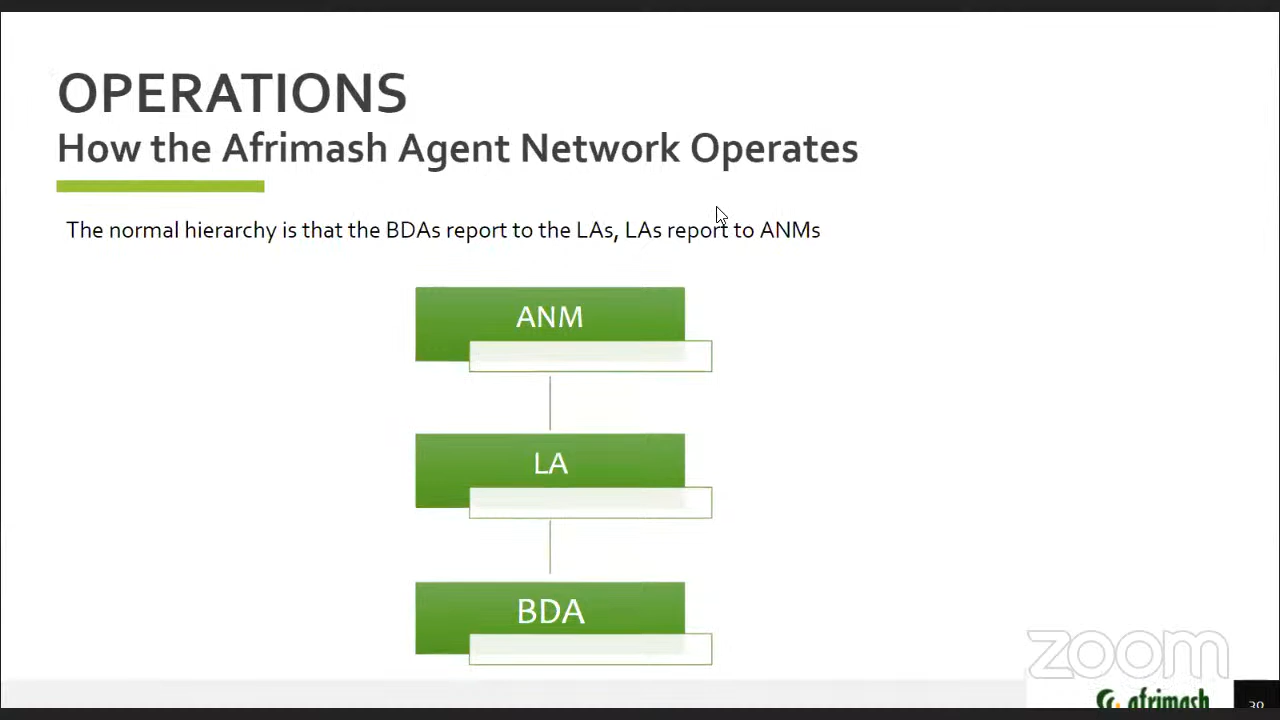 OPERATIONS
How the Afrimash Agent Network Operates
The normal hierarchy is that the BDAs report to the LAs, LAs report to ANMs
ANM
LA
BDA
zoom
afrimash